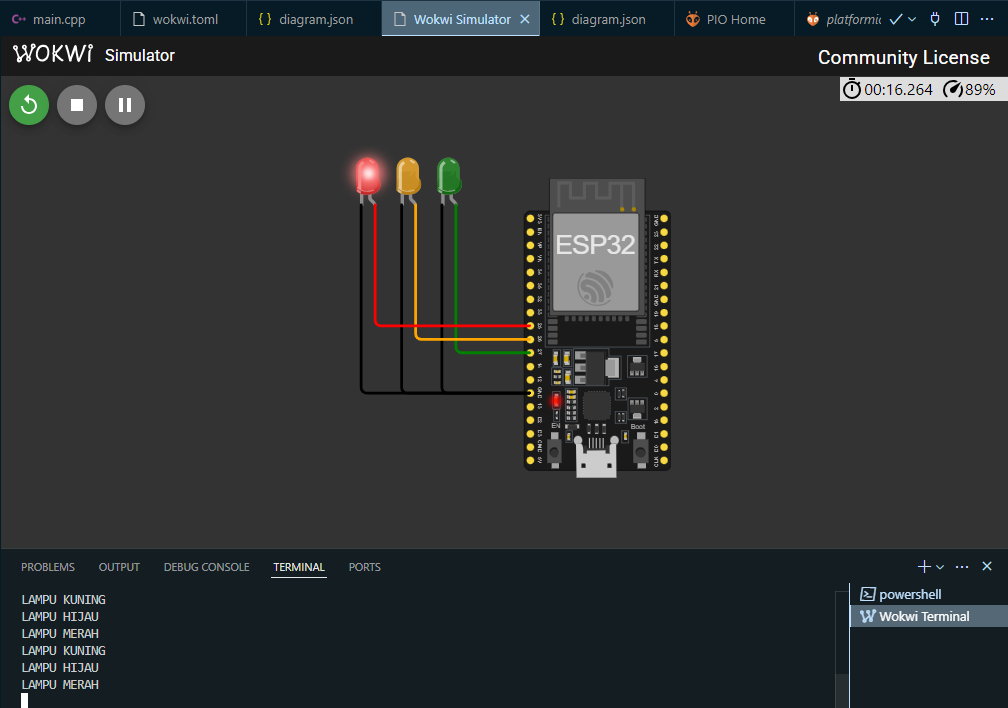 main.cpp
wokwi.toml
diagram.json
Wokwi Simulator
diagram.json
PIO Home
WOKWi Simulator
Community License
00:16.264 89%
ESP32
EN
Boot
PROBLEMS OUTPUT DEBUG CONSOLE TERMINAL PORTS
LAMPU KUNING
LAMPU HIJAU
LAMPU MERAH
LAMPU KUNING
LAMPU HIJAU
LAMPU MERAH
powershell
Wokwi Terminal